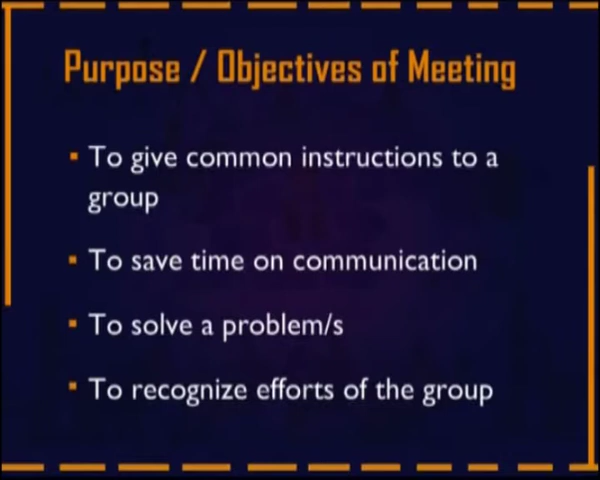 Purpose / Objectives of Meeting
▪ To give common instructions to a
group
▪ To save time on communication
▪ To solve a problem/s
▪ To recognize efforts of the group